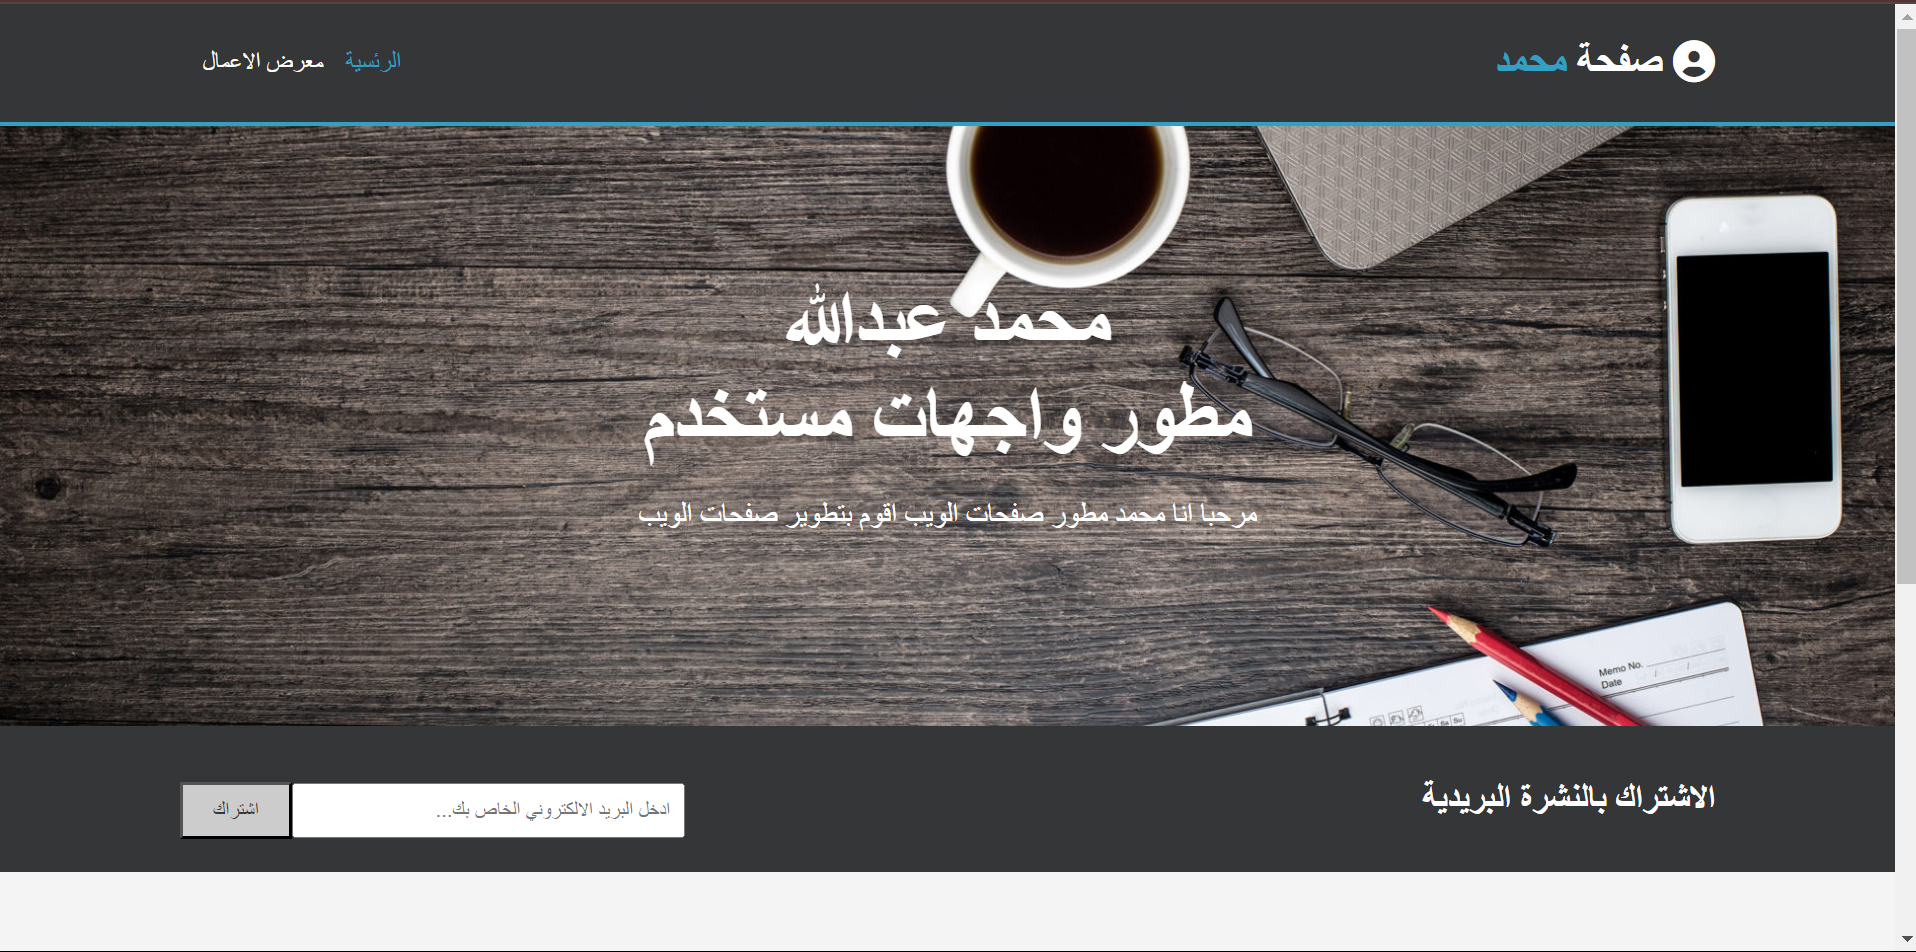 صفحة محمد
الرئسية
معرض الاعمال
محمد عبدالله
مطور واجهات مستخدم
مرحبا انا محمد مطور صفحات الويب اقوم بتطوير صفحات الويب
Memo No.
Date
الاشتراك بالنشرة البريدية
ادخل البريد الالكتروني الخاص بك...
اشتراك